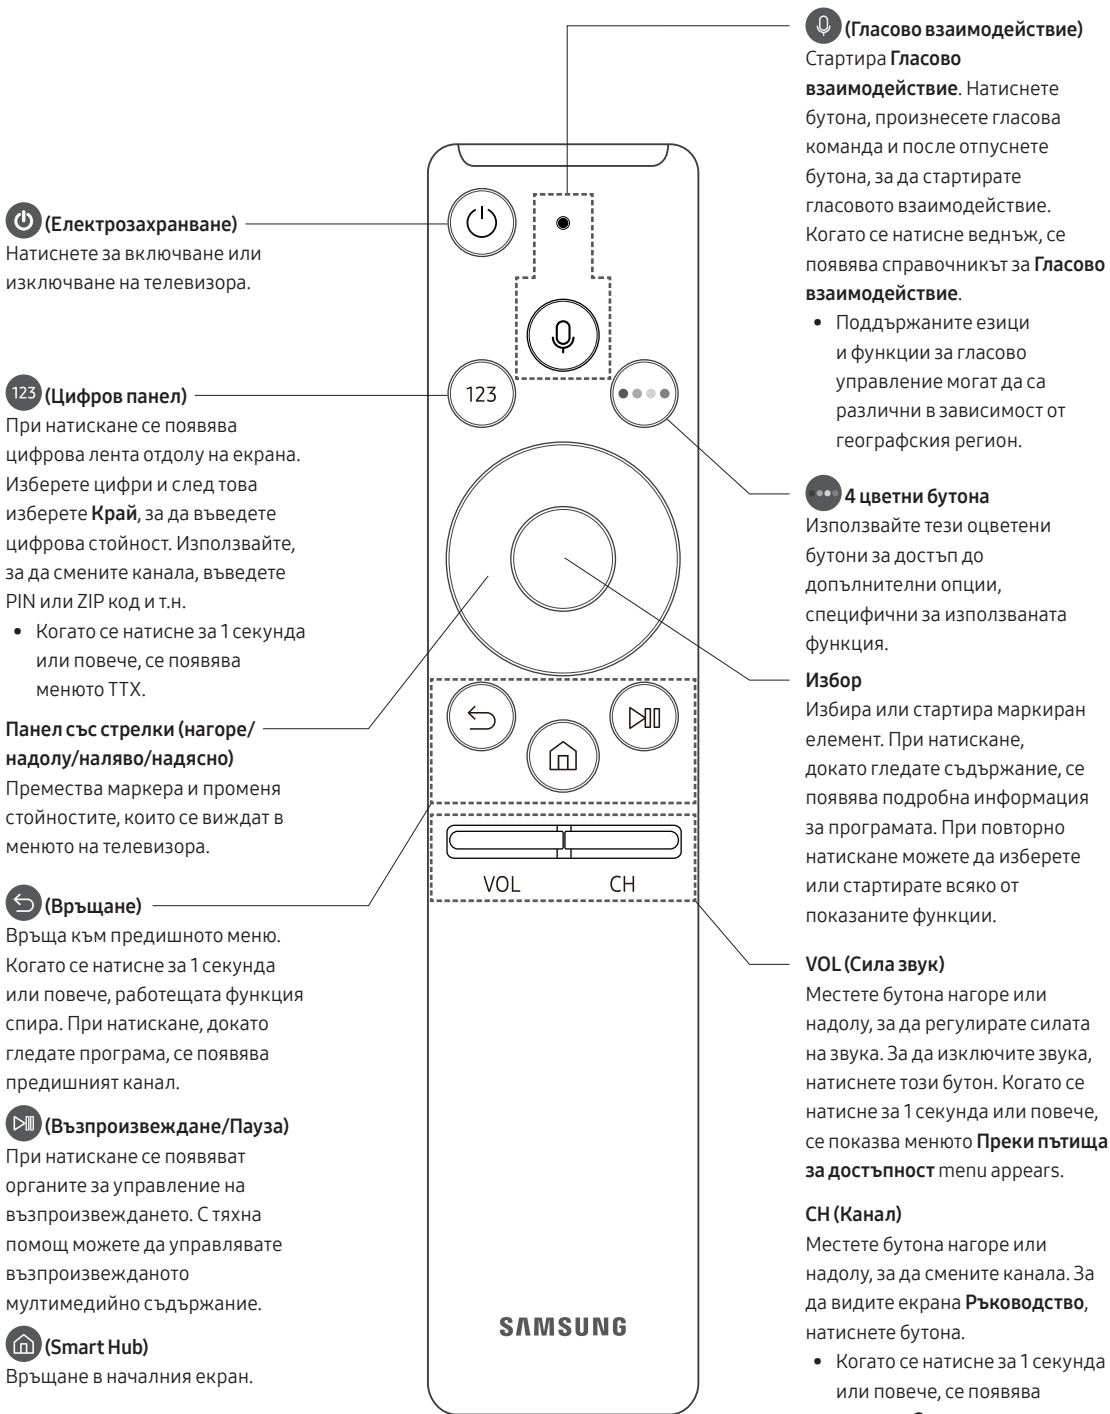 (Електрозахранване)
Натиснете за включване или
изключване на телевизора.
123 (Цифров панел)
При натискане се появява
цифрова лента отдолу на екрана.
Изберете цифри и след това
изберете Край, за да въведете
цифрова стойност. Използвайте,
за да смените канала, въведете
PIN или ZIP код и т.н.
• Когато се натисне за 1 секунда
или повече, се появява
менюто TTX.
Панел със стрелки (нагоре/
надолу/наляво/надясно)
Премества маркера и променя
стойностите, които се виждат в
менюто на телевизора.
(Връщане)
Връща към предишното меню.
Когато се натисне за 1 секунда
или повече, работещата функция
спира. При натискане, докато
гледате програма, се появява
предишният канал.
(Възпроизвеждане/Пауза)
При натискане се появяват
органите за управление на
възпроизвеждането. С тяхна
помощ можете да управлявате
възпроизвежданото
мултимедийно съдържание.
(Smart Hub)
Връщане в началния екран.
123
VOL CH
SAMSUNG
(Гласово взаимодействие)
Стартира Гласово
взаимодействие. Натиснете
бутона, произнесете гласова
команда и после отпуснете
бутона, за да стартирате
гласовото взаимодействие.
Когато се натисне веднъж, се
появява справочникът за Гласово
взаимодействие.
• Поддържаните езици
и функции за гласово
управление могат да са
различни в зависимост от
географския регион.
4 цветни бутона
Използвайте тези оцветени
бутони за достъп до
допълнителни опции,
специфични за използваната
функция.
Избор
Избира или стартира маркиран
елемент. При натискане,
докато гледате съдържание, се
появява подробна информация
за програмата. При повторно
натискане можете да изберете
или стартирате всяко от
показаните функции.
VOL (Сила звук)
Местете бутона нагоре или
надолу, за да регулирате силата
на звука. За да изключите звука,
натиснете този бутон. Когато се
натисне за 1 секунда или повече,
се показва менюто Преки пътища
за достъпност menu appears.
CH (Канал)
Местете бутона нагоре или
надолу, за да смените канала. За
да видите екрана Ръководство,
натиснете бутона.
• Когато се натисне за 1 секунда
или повече, се появява